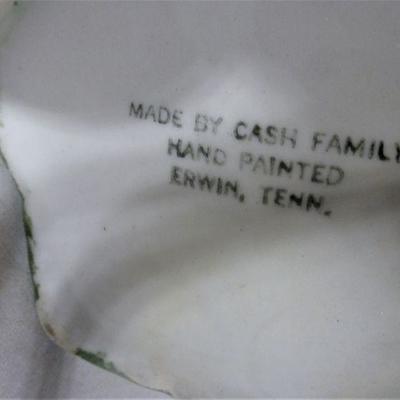 MADE BY CASH FAMILY
HAND PAINTED
ERWIN, TENN.